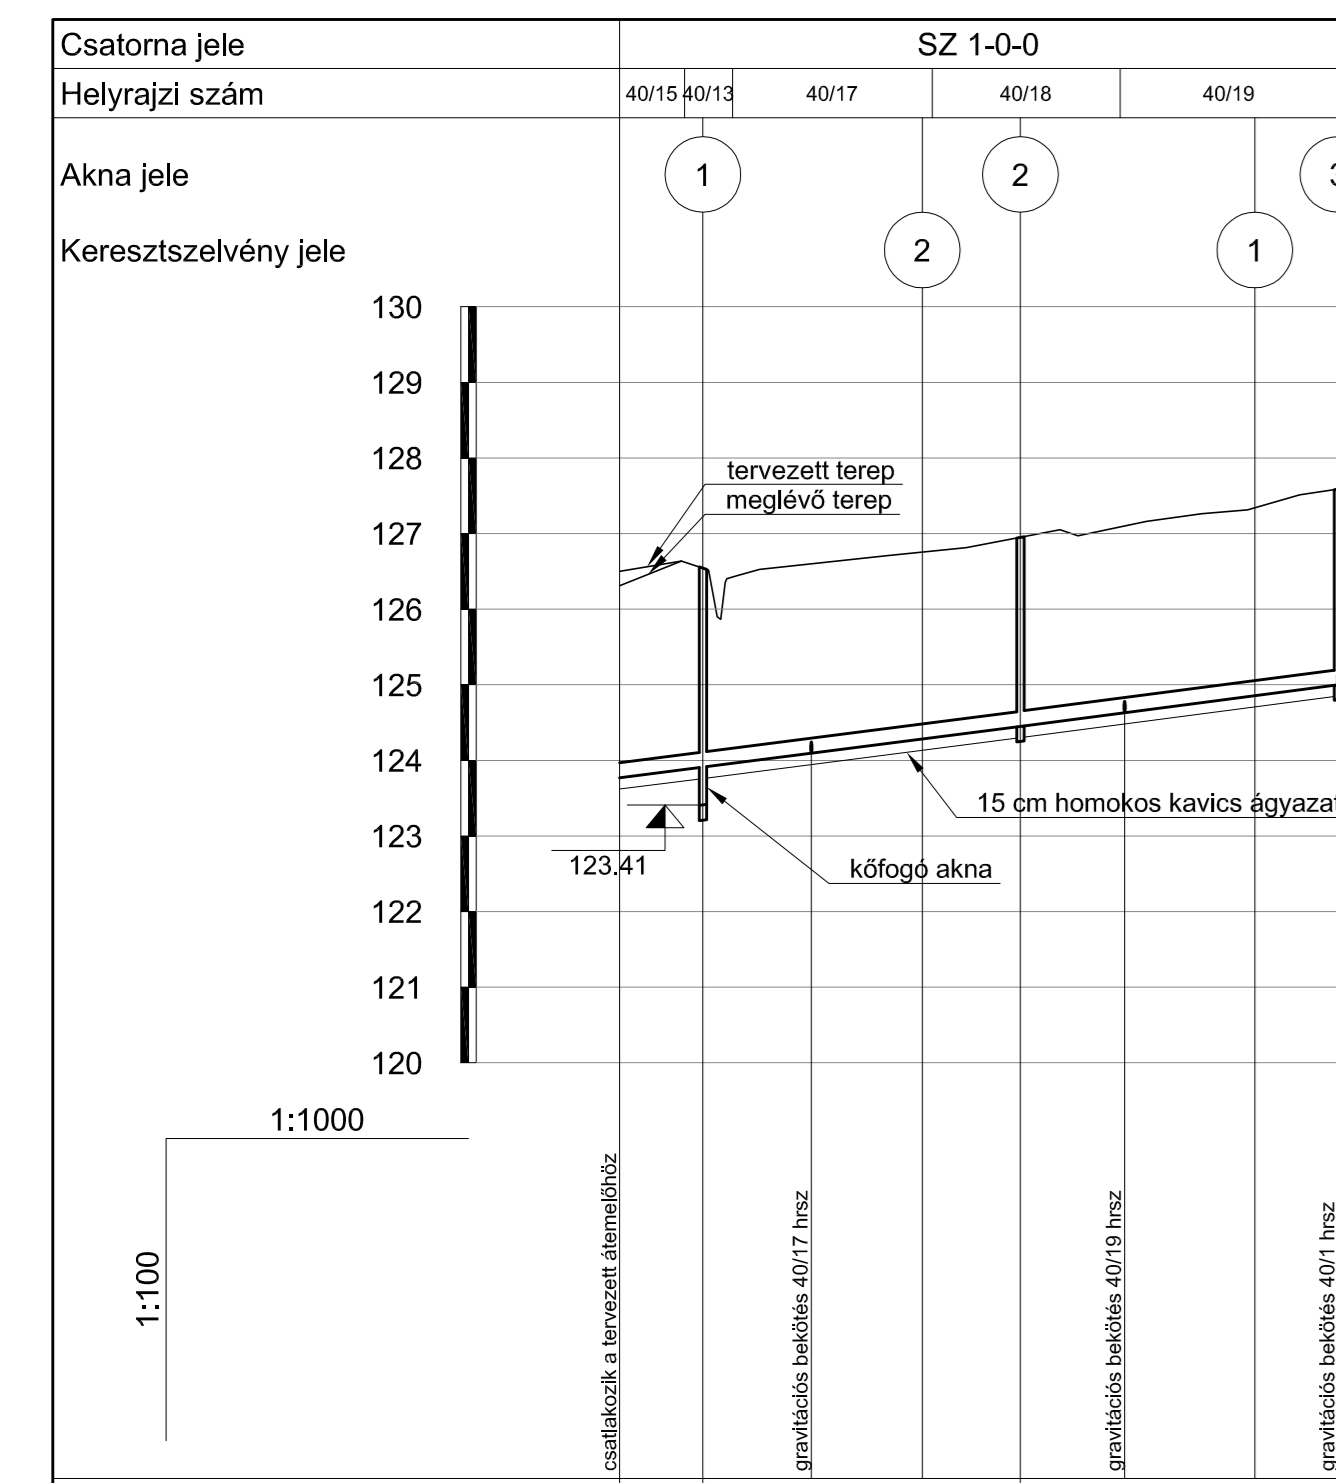 Csatorna jele
SZ 1-0-0
Helyrajzi szám
40/15
40/13
40/17
40/18
40/19
Akna jele
1
2
3
Keresztszelvény jele
2
1
130
129
128
127
126
125
124
123
122
121
120
tervezett terep
meglévő terep
15 cm homokos kavics
123.41
kőfogó akna
1:1000
1:100
csatlakozik a tervezett átemelőhöz
gravitációs bekötés 40/17 hrsz
gravitációs bekötés 40/19 hrsz
gravitációs bekötés 40/1 hrsz